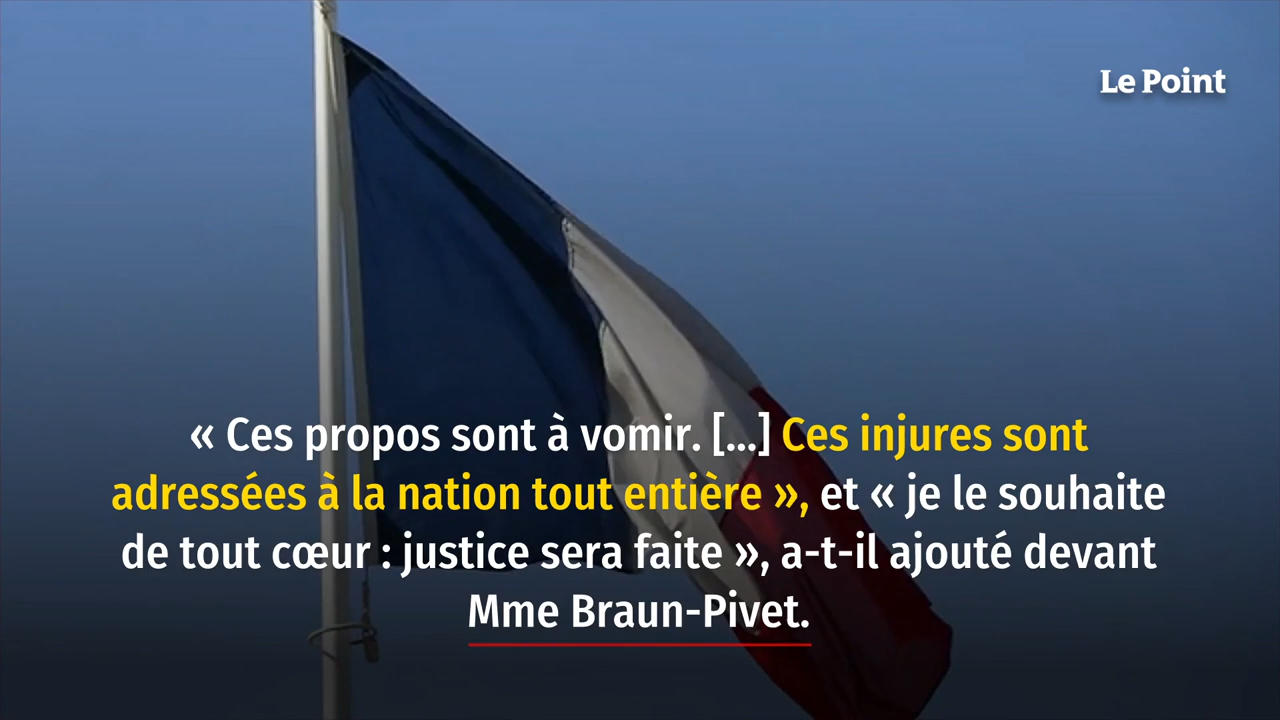 Le Point
« Ces propos sont à vomir. [...] Ces injures sont
adressées à la nation tout entière », et « je le souhaite
de tout cœur : justice sera faite », a-t-il ajouté devant
Mme Braun-Pivet.